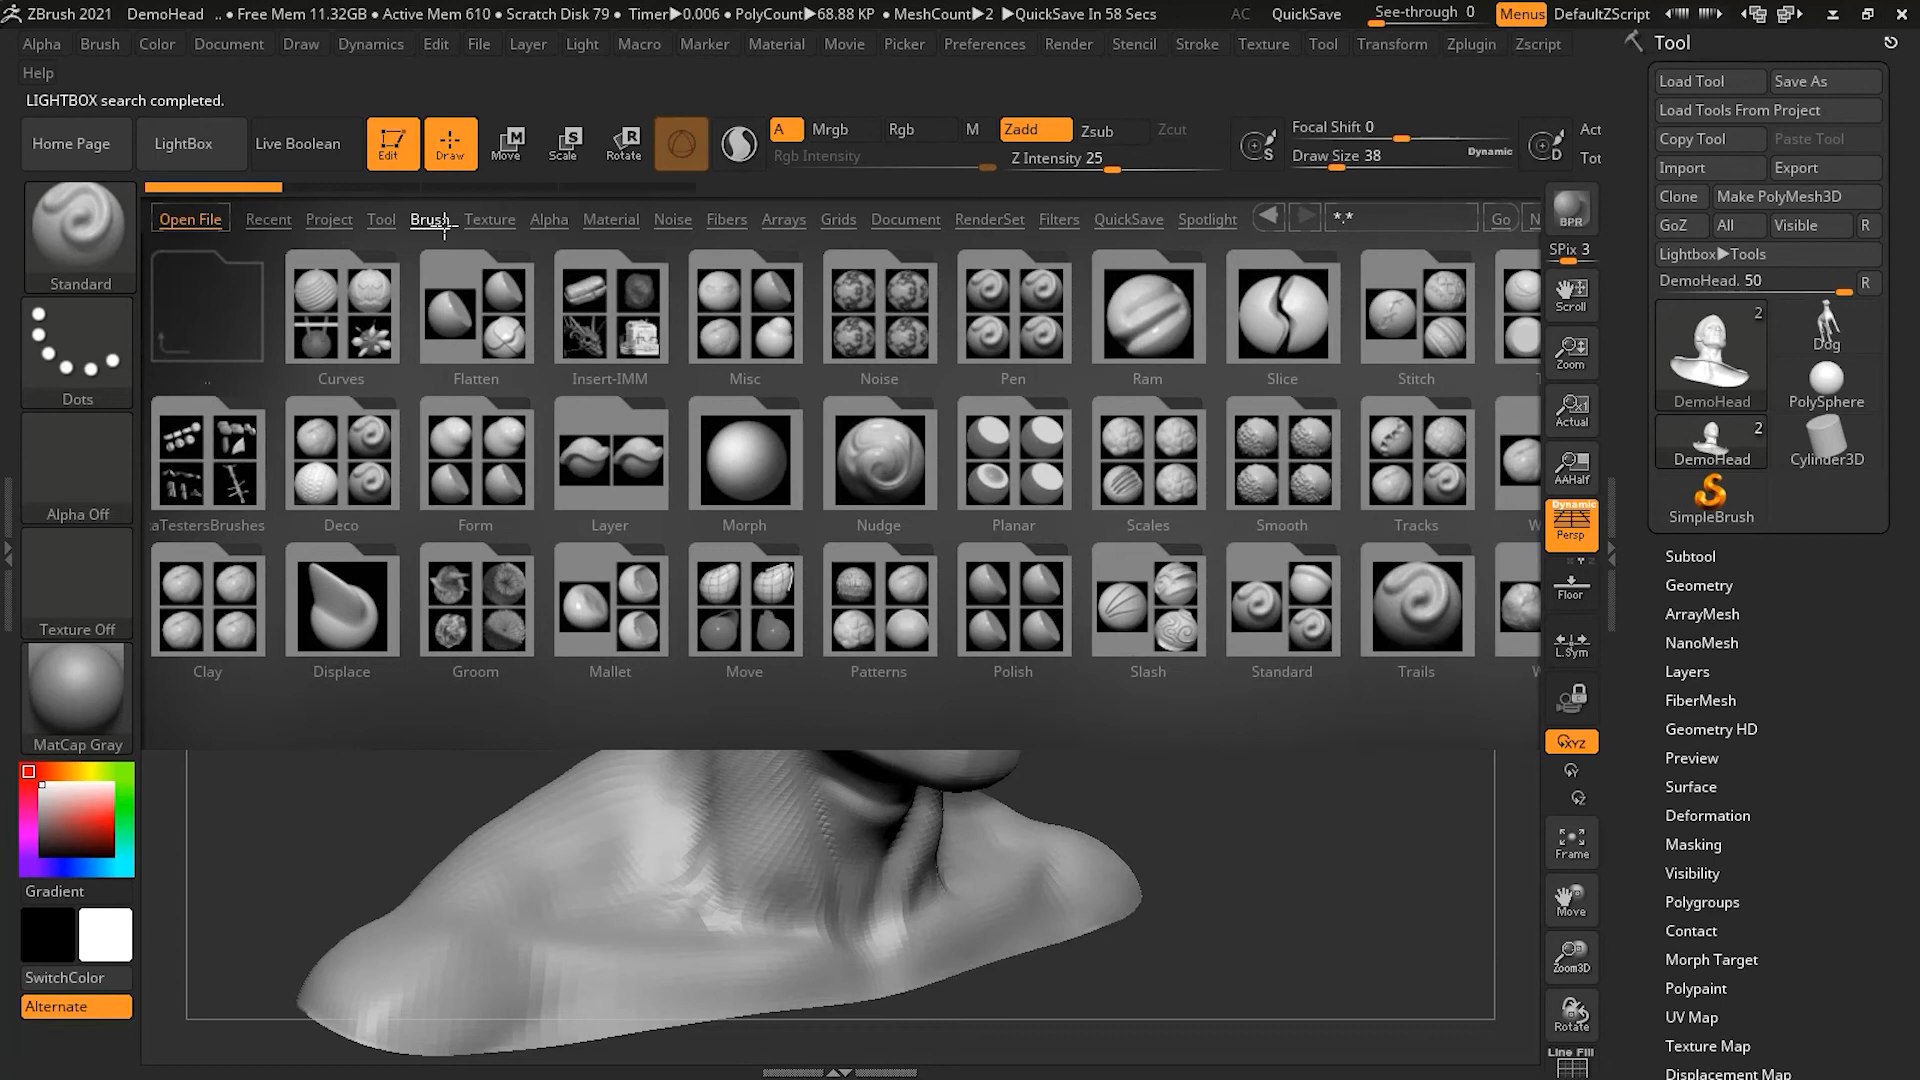 ZBrush 2021 DemoHead .. • Free Mem 11.32GB • Active Mem 610 • Scratch Disk 79 • Timer▶0.006 • PolyCount▶68.88 KP • MeshCount▶2 ▶QuickSave In 58 Secs AC QuickSave See-through 0 Menus DefaultZScript
Alpha Brush Color Document Draw Dynamics Edit File Layer Light Macro Marker Material Movie Picker Preferences Render Stencil Stroke Texture Tool Transform Zplugin Zscript
Help
LIGHTBOX search completed.
Home Page LightBox Live Boolean Edit Draw Move Scale Rotate A Mrgb Rgb M Zadd Zsub Zcut Focal Shift 0 Act
Rgb Intensity Z Intensity 25 S Draw Size 38 Dynamic D Tot
Open File Recent Project Tool Brush Texture Alpha Material Noise Fibers Arrays Grids Document RenderSet Filters QuickSave Spotlight *.* Go N
Standard
Dots
Alpha Off
Texture Off
MatCap Gray
Gradient
SwitchColor
Alternate
.. Curves Flatten Insert-IMM Misc Noise Pen Ram Slice Stitch T
taTestersBrushes Deco Form Layer Morph Nudge Planar Scales Smooth Tracks W
Clay Displace Groom Mallet Move Patterns Polish Slash Standard Trails W
BPR
SPix 3
Scroll
Zoom
Actual
AAHalf
Dynamic
Persp
Floor
L.Sym
XYZ
Y
Z
Frame
Move
Zoom3D
Rotate
Line Fill
Tool
Load Tool Save As
Load Tools From Project
Copy Tool Paste Tool
Import Export
Clone Make PolyMesh3D
GoZ All Visible R
Lightbox▶Tools
DemoHead. 50 R
2
DemoHead
Dog
PolySphere
2
DemoHead
Cylinder3D
SimpleBrush
Subtool
Geometry
ArrayMesh
NanoMesh
Layers
FiberMesh
Geometry HD
Preview
Surface
Deformation
Masking
Visibility
Polygroups
Contact
Morph Target
Polypaint
UV Map
Texture Map
Displacement Map